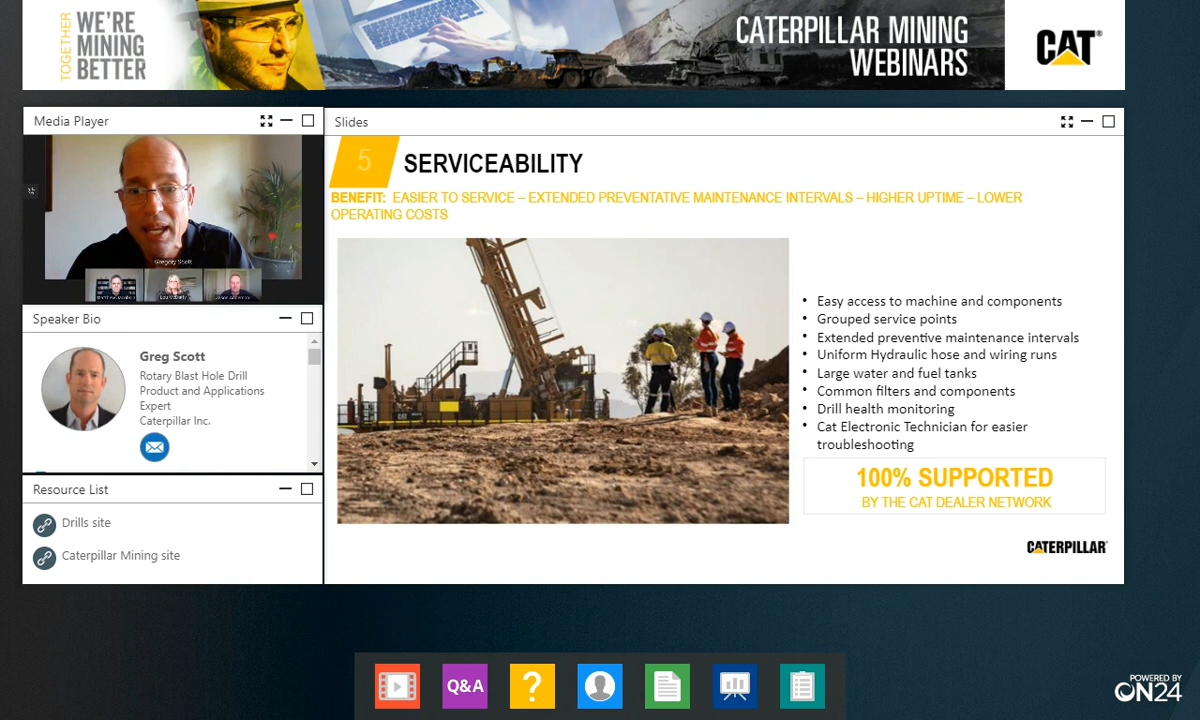 TOGETHER
WE'RE
MINING
BETTER
CATERPILLAR MINING
WEBINARS
CAT®
Media Player
Gregory Scott
Slides
5
SERVICEABILITY
BENEFIT: EASIER TO SERVICE – EXTENDED PREVENTATIVE MAINTENANCE INTERVALS – HIGHER UPTIME – LOWER
OPERATING COSTS
• Easy access to machine and components
• Grouped service points
• Extended preventive maintenance intervals
• Uniform Hydraulic hose and wiring runs
• Large water and fuel tanks
• Common filters and components
• Drill health monitoring
• Cat Electronic Technician for easier
troubleshooting
100% SUPPORTED
BY THE CAT DEALER NETWORK
CATERPILLAR®
Speaker Bio
Greg Scott
Rotary Blast Hole Drill
Product and Applications
Expert
Caterpillar Inc.
Resource List
Drills site
Caterpillar Mining site
Q&A
?
POWERED BY
ON24